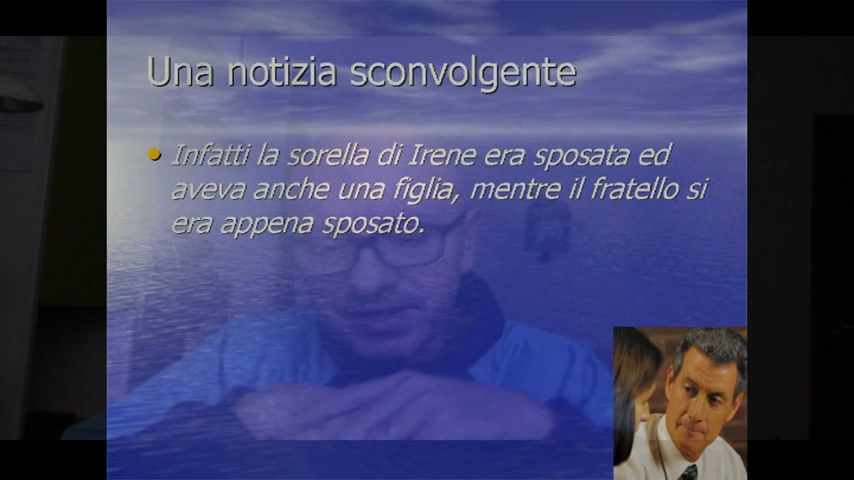 Una notizia sconvolgente
Infatti la sorella di Irene era sposata ed
aveva anche una figlia, mentre il fratello si
era appena sposato.